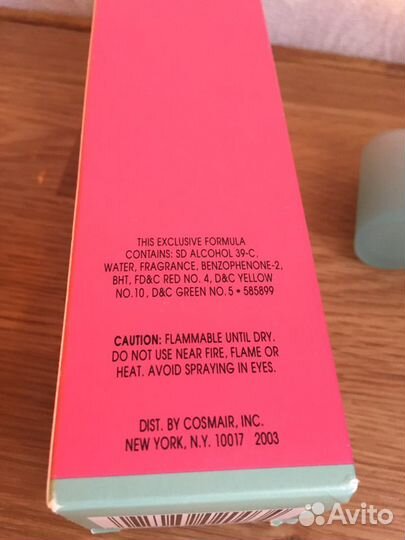 THIS EXCLUSIVE FORMULA
CONTAINS: SD ALCOHOL 39-C,
WATER, FRAGRANCE, BENZOPHENONE-2,
BHT, FD&C RED NO. 4, D&C YELLOW
NO.10, D&C GREEN NO. 5 • 585899
CAUTION: FLAMMABLE UNTIL DRY.
DO NOT USE NEAR FIRE, FLAME OR
HEAT. AVOID SPRAYING IN EYES.
DIST. BY COSMAIR, INC.
NEW YORK, N.Y. 10017 2003
Avito